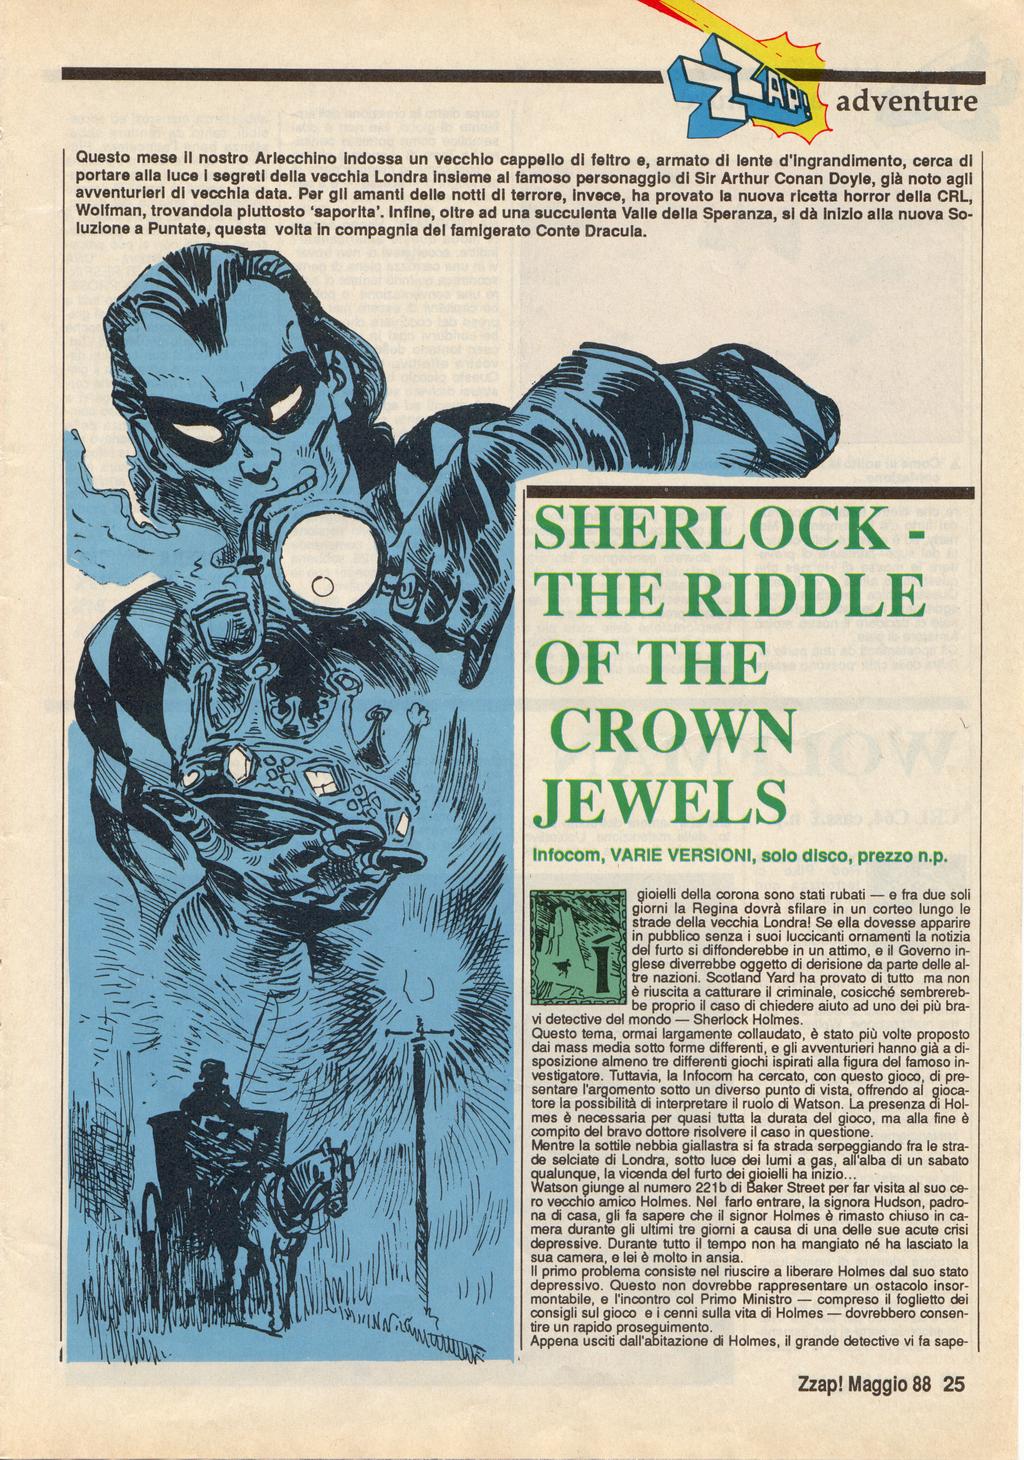 ZZAP!
adventure
Questo mese il nostro Arlecchino indossa un vecchio cappello di feltro e, armato di lente d'ingrandimento, cerca di
portare alla luce i segreti della vecchia Londra insieme al famoso personaggio di Sir Arthur Conan Doyle, già noto agli
avventurieri di vecchia data. Per gli amanti delle notti di terrore, invece, ha provato la nuova ricetta horror della CRL,
Wolfman, trovandola piuttosto 'saporita'. Infine, oltre ad una succulenta Valle della Speranza, si dà inizio alla nuova So-
luzione a Puntate, questa volta in compagnia del famigerato Conte Dracula.
SHERLOCK -
THE RIDDLE
OF THE
CROWN
JEWELS
Infocom, VARIE VERSIONI, solo disco, prezzo n.p.
I gioielli della corona sono stati rubati — e fra due soli
giorni la Regina dovrà sfilare in un corteo lungo le
strade della vecchia Londra! Se ella dovesse apparire
in pubblico senza i suoi luccicanti ornamenti la notizia
del furto si diffonderebbe in un attimo, e il Governo in-
glese diverrebbe oggetto di derisione da parte delle al-
tre nazioni. Scotland Yard ha provato di tutto ma non
è riuscita a catturare il criminale, cosicché sembrereb-
be proprio il caso di chiedere aiuto ad uno dei più bra-
vi detective del mondo — Sherlock Holmes.
Questo tema, ormai largamente collaudato, è stato più volte proposto
dai mass media sotto forme differenti, e gli avventurieri hanno già a di-
sposizione almeno tre differenti giochi ispirati alla figura del famoso in-
vestigatore. Tuttavia, la Infocom ha cercato, con questo gioco, di pre-
sentare l'argomento sotto un diverso punto di vista, offrendo al gioca-
tore la possibilità di interpretare il ruolo di Watson. La presenza di Hol-
mes è necessaria per quasi tutta la durata del gioco, ma alla fine è
compito del bravo dottore risolvere il caso in questione.
Mentre la sottile nebbia giallastra si fa strada serpeggiando fra le stra-
de selciate di Londra, sotto luce dei lumi a gas, all'alba di un sabato
qualunque, la vicenda del furto dei gioielli ha inizio...
Watson giunge al numero 221b di Baker Street per far visita al suo ce-
ro vecchio amico Holmes. Nel farlo entrare, la signora Hudson, padro-
na di casa, gli fa sapere che il signor Holmes è rimasto chiuso in ca-
mera durante gli ultimi tre giorni a causa di una delle sue acute crisi
depressive. Durante tutto il tempo non ha mangiato né ha lasciato la
sua camera, e lei è molto in ansia.
Il primo problema consiste nel riuscire a liberare Holmes dal suo stato
depressivo. Questo non dovrebbe rappresentare un ostacolo insor-
montabile, e l'incontro col Primo Ministro — compreso il foglietto dei
consigli sul gioco e i cenni sulla vita di Holmes — dovrebbero consen-
tire un rapido proseguimento.
Appena usciti dall'abitazione di Holmes, il grande detective vi fa sape-
Zzap! Maggio 88 25